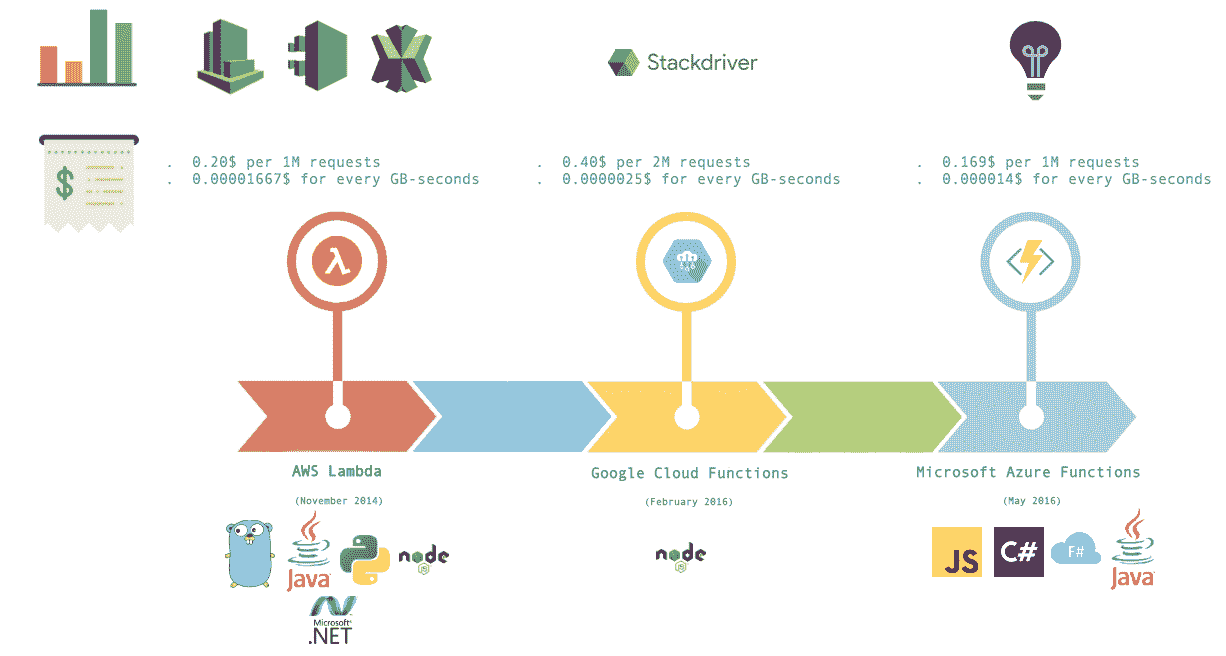 Stackdriver
$
. 0.20$ per 1M requests
. 0.00001667$ for every GB-seconds
. 0.40$ per 2M requests
. 0.0000025$ for every GB-seconds
. 0.169$ per 1M requests
. 0.000014$ for every GB-seconds
λ
AWS Lambda
(November 2014)
Google Cloud Functions
(February 2016)
Microsoft Azure Functions
(May 2016)
Java
node
JS
Microsoft
.NET
node
JS
JS
C#
F#
Java